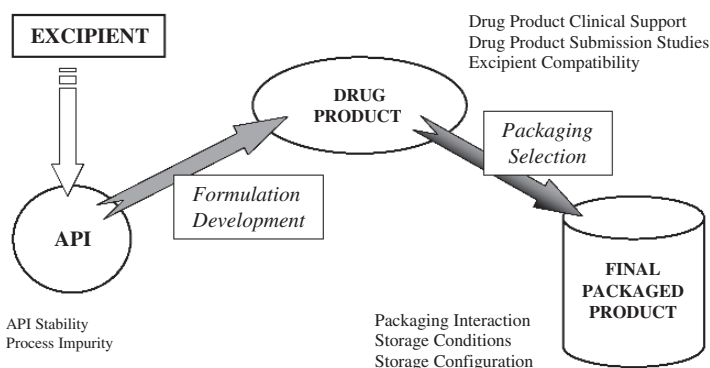 EXCIPIENT
Drug Product Clinical Support
Drug Product Submission Studies
Excipient Compatibility
DRUG
PRODUCT
Packaging
Selection
Formulation
Development
API
FINAL
PACKAGED
PRODUCT
API Stability
Process Impurity
Packaging Interaction
Storage Conditions
Storage Configuration